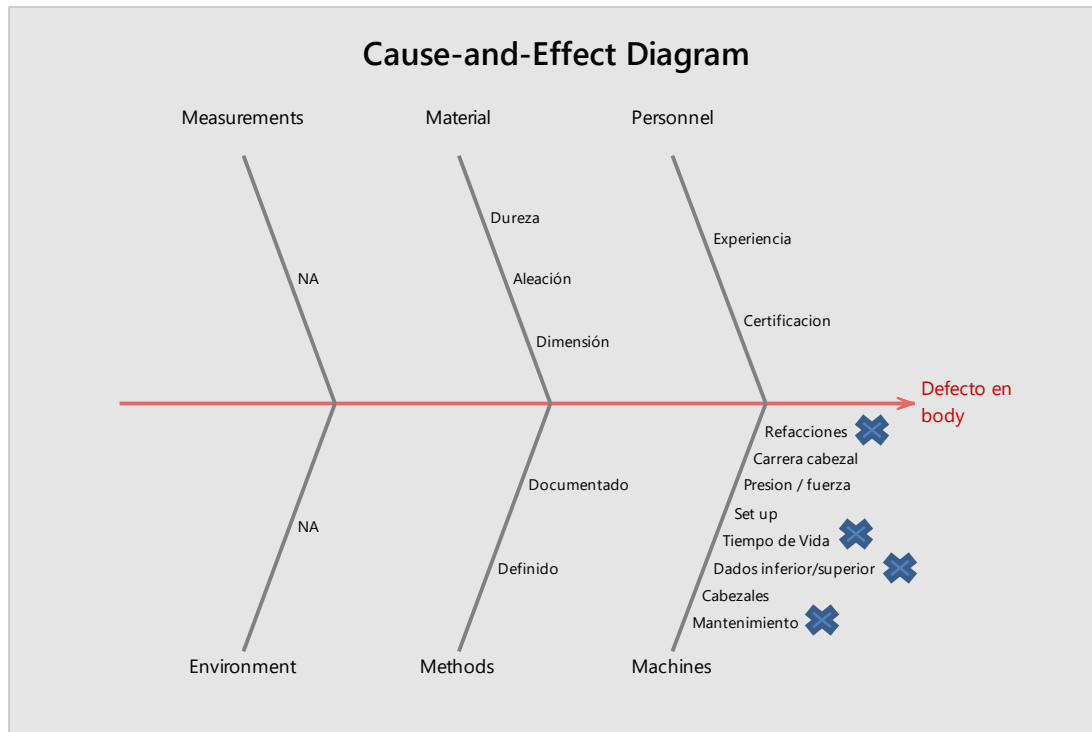 Cause-and-Effect Diagram
Measurements
Material
Personnel
Dureza
Experiencia
NA
Aleación
Certificacion
Dimensión
Defecto en
body
Refacciones
Carrera cabezal
Documentado
Presion / fuerza
Set up
NA
Tiempo de Vida
Definido
Dados inferior/superior
Cabezales
Mantenimiento
Environment
Methods
Machines